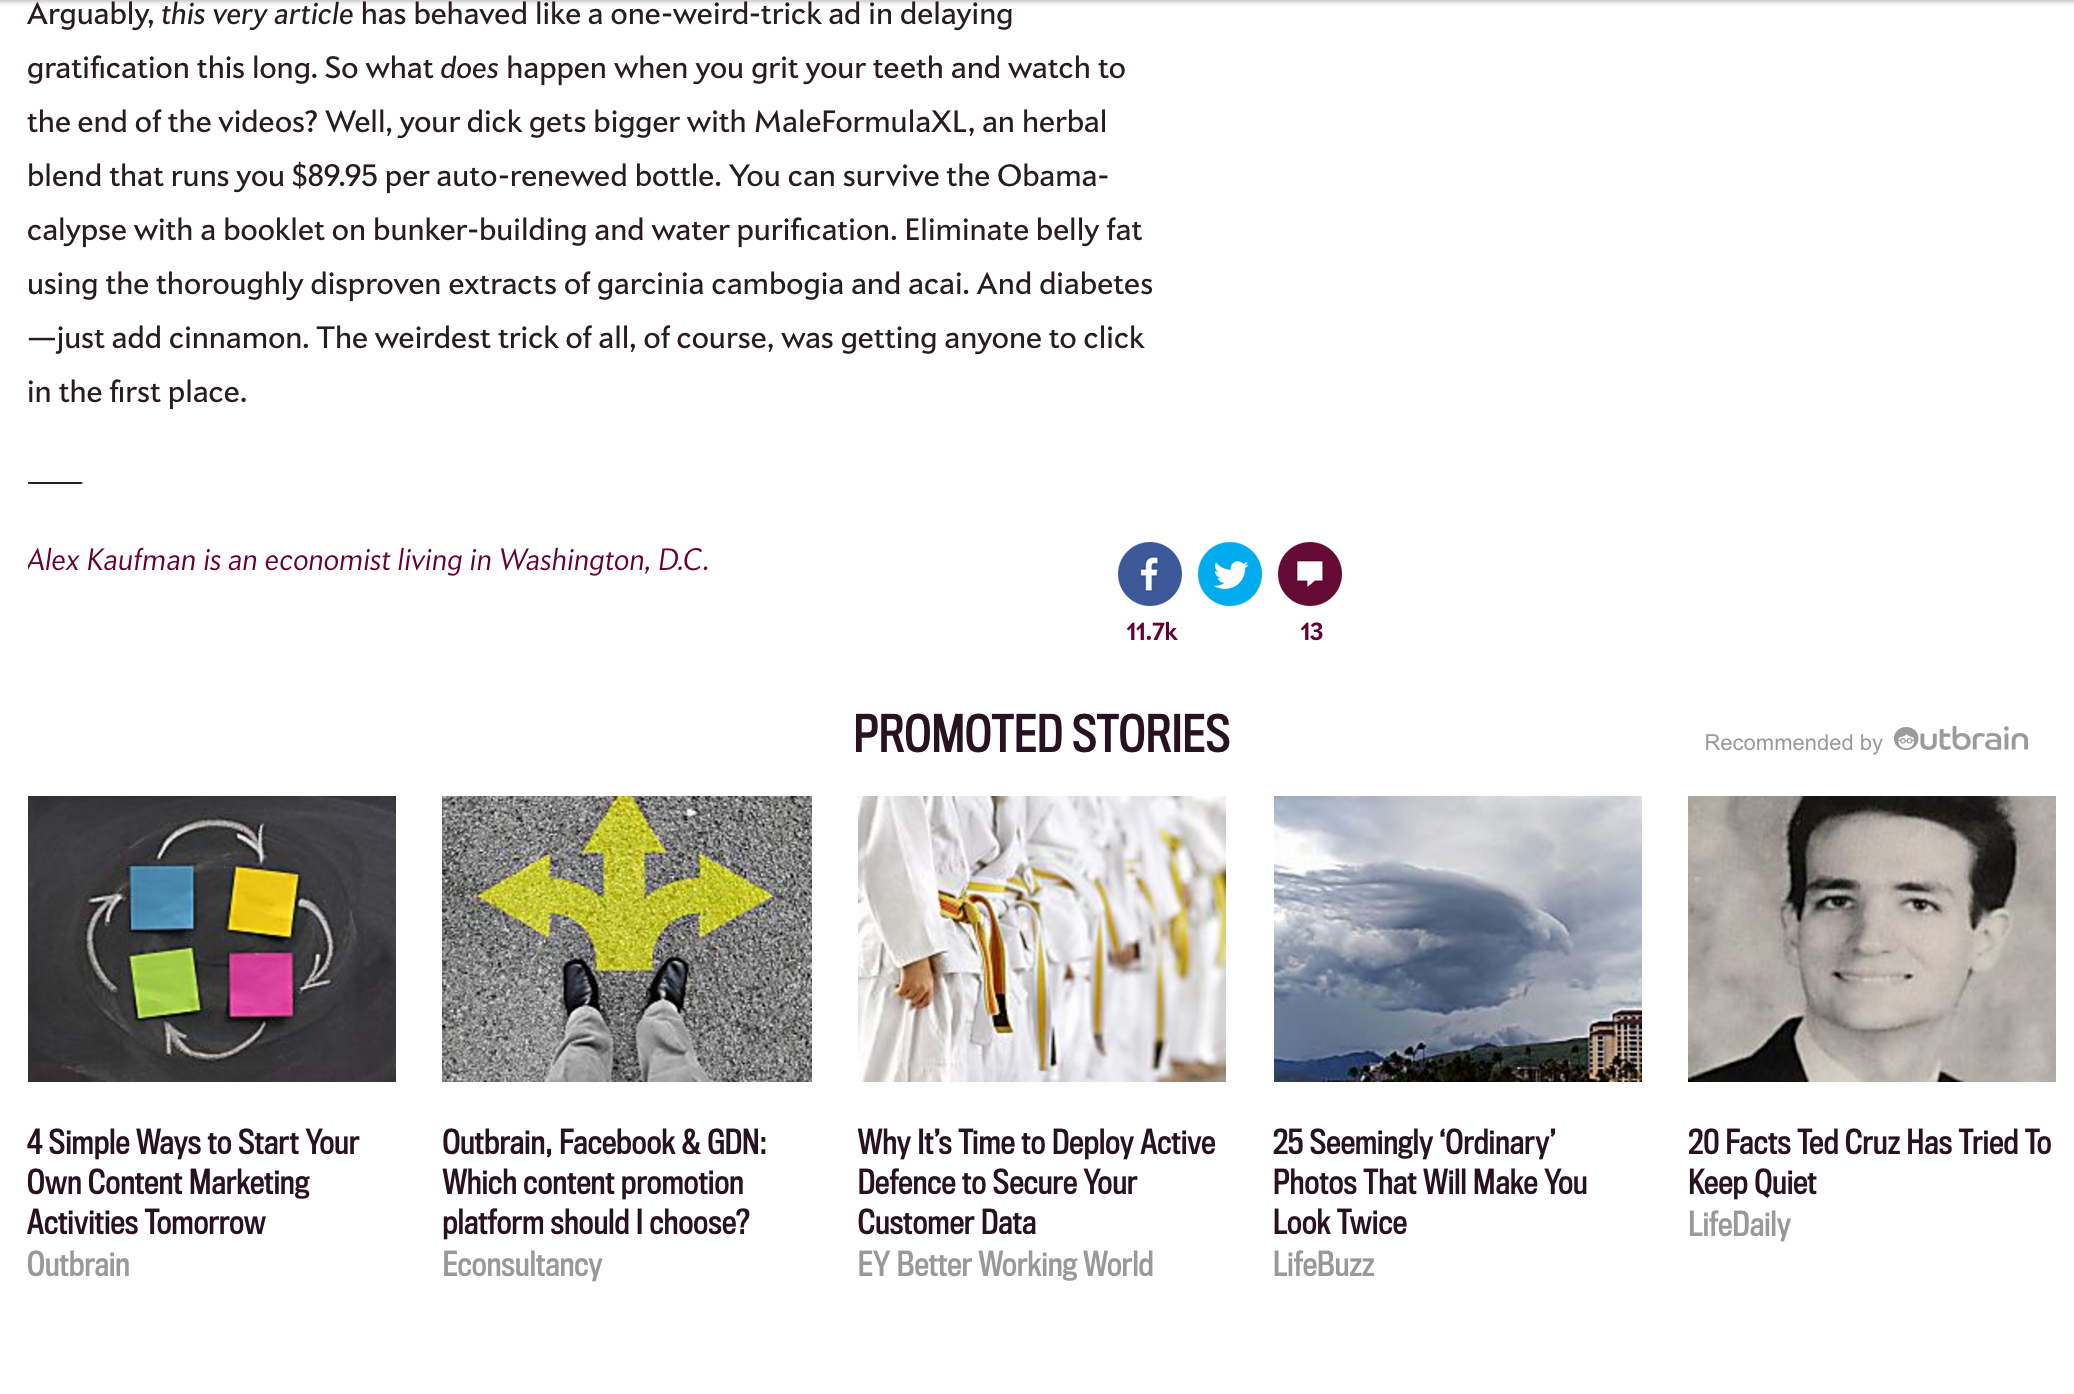 Arguably, this very article has behaved like a one-weird-trick ad in delaying
gratification this long. So what does happen when you grit your teeth and watch to
the end of the videos? Well, your dick gets bigger with MaleFormulaXL, an herbal
blend that runs you $89.95 per auto-renewed bottle. You can survive the Obama-
calypse with a booklet on bunker-building and water purification. Eliminate belly fat
using the thoroughly disproven extracts of garcinia cambogia and acai. And diabetes
—just add cinnamon. The weirdest trick of all, of course, was getting anyone to click
in the first place.
Alex Kaufman is an economist living in Washington, D.C.
11.7k
13
PROMOTED STORIES
Recommended by Outbrain
4 Simple Ways to Start Your
Own Content Marketing
Activities Tomorrow
Outbrain
Outbrain, Facebook & GDN:
Which content promotion
platform should I choose?
Econsultancy
Why It's Time to Deploy Active
Defence to Secure Your
Customer Data
EY Better Working World
25 Seemingly ‘Ordinary’
Photos That Will Make You
Look Twice
LifeBuzz
20 Facts Ted Cruz Has Tried To
Keep Quiet
LifeDaily